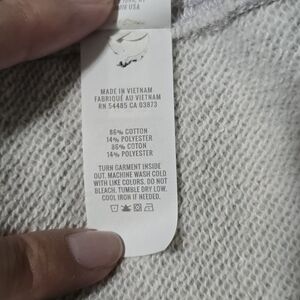 USA
MADE IN VIETNAM
FABRIQUÉ AU VIETNAM
RN 54485 CA 03873
86% COTTON
14% POLYESTER
86% COTON
14% POLYESTER
TURN GARMENT INSIDE
OUT. MACHINE WASH COLD
WITH LIKE COLORS. DO NOT
BLEACH. TUMBLE DRY LOW.
COOL IRON IF NEEDED.